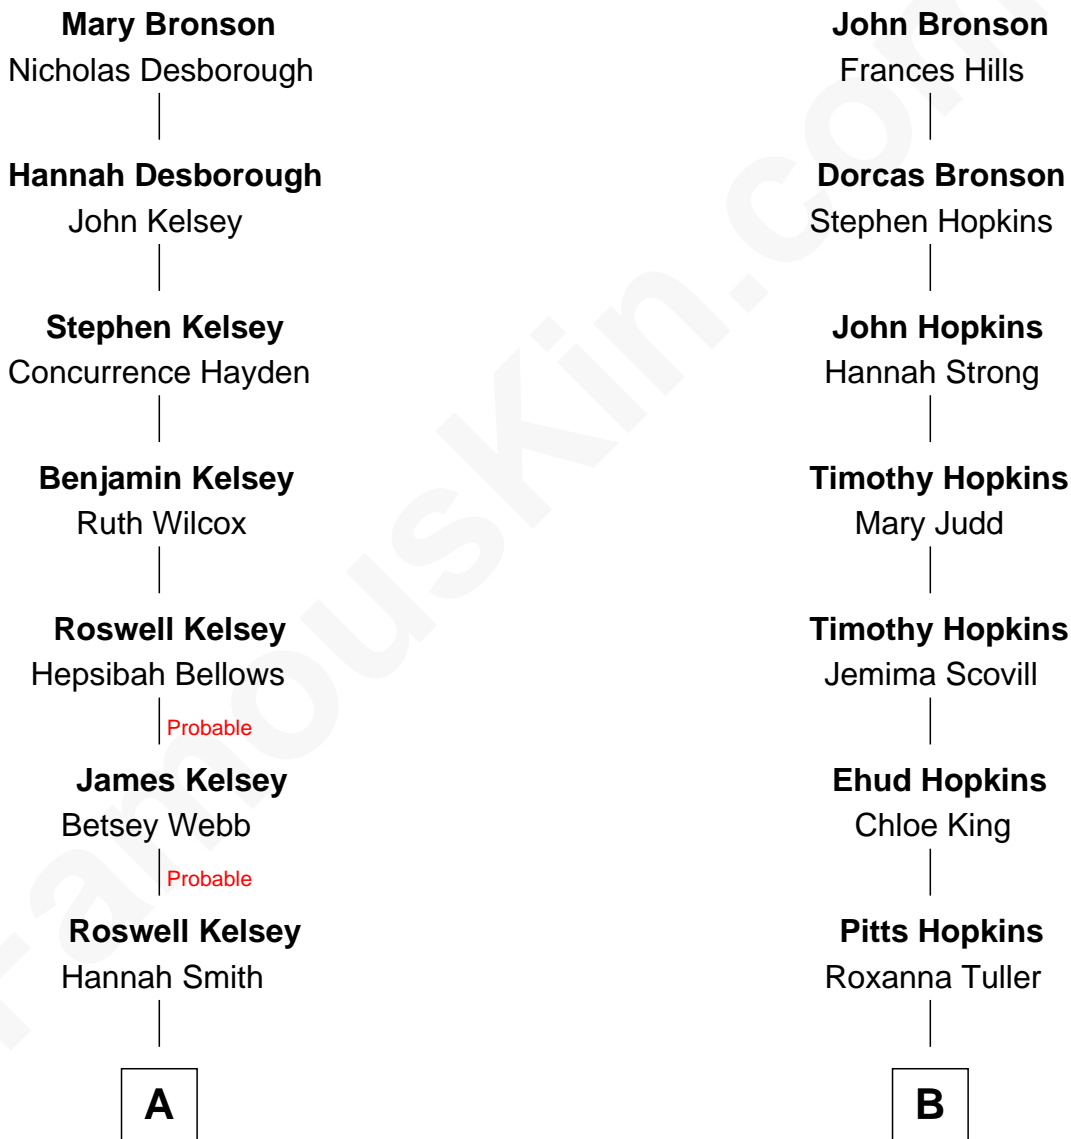 Mary Bronson
Nicholas Desborough
Hannah Desborough
John Kelsey
Stephen Kelsey
Concurrence Hayden
Benjamin Kelsey
Ruth Wilcox
Roswell Kelsey
Hepsibah Bellows
Probable
James Kelsey
Betsey Webb
Probable
Roswell Kelsey
Hannah Smith
A
John Bronson
Frances Hills
Dorcas Bronson
Stephen Hopkins
John Hopkins
Hannah Strong
Timothy Hopkins
Mary Judd
Timothy Hopkins
Jemima Scovill
Ehud Hopkins
Chloe King
Pitts Hopkins
Roxanna Tuller
B
FamousKin.com